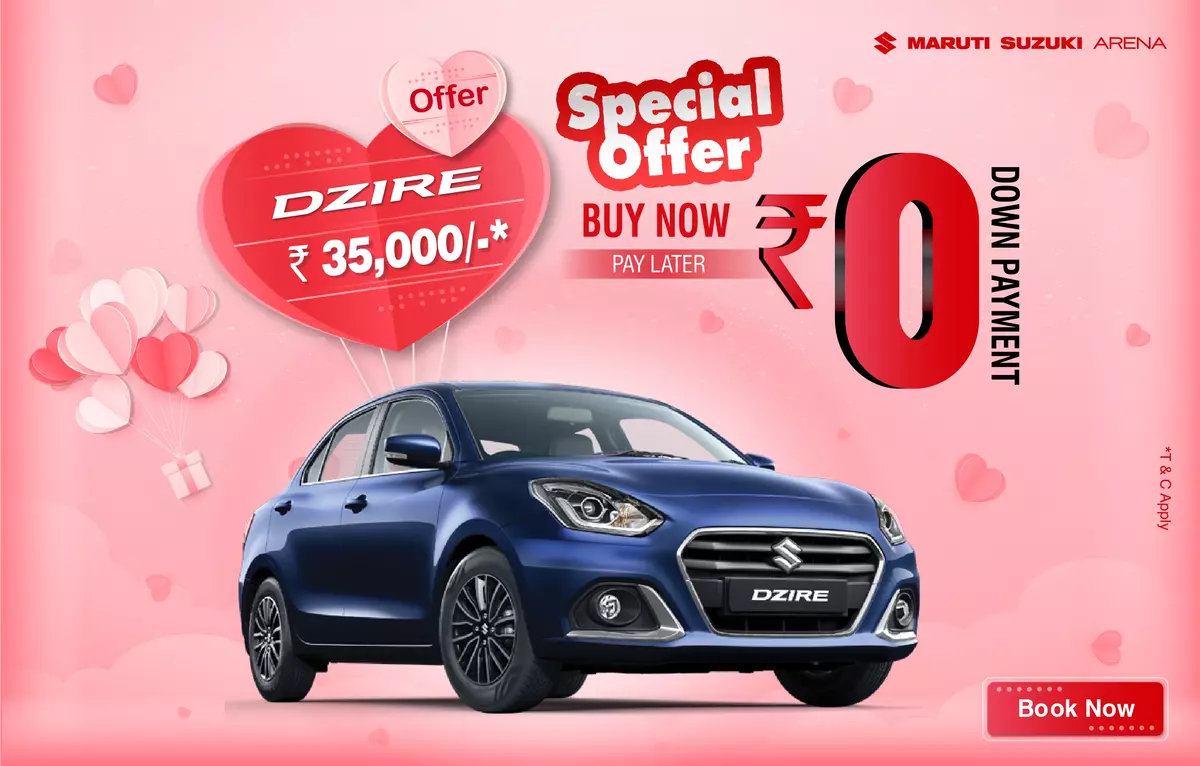 MARUTI SUZUKI ARENA
Offer
DZIRE
₹ 35,000/-*
Special
Offer
BUY NOW
PAY LATER
₹0
DOWN PAYMENT
*T & C Apply
DZIRE
Book Now